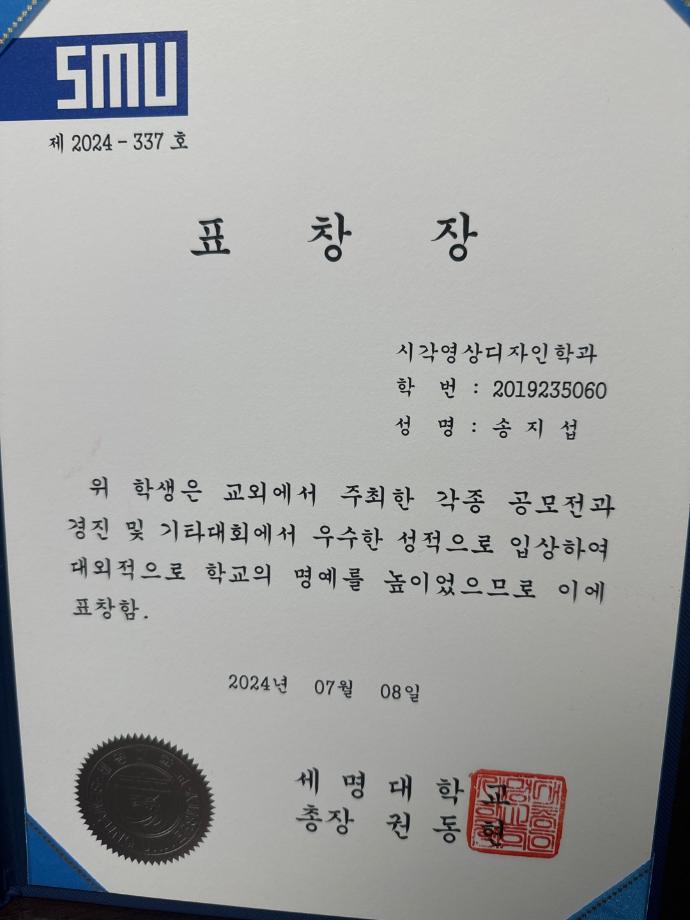 SMU
제 2024 - 337 호
표 창 장
시각영상디자인학과
학 번 : 2019235060
성 명 : 송 지 섭
위 학생은 교외에서 주최한 각종 공모전과
경진 및 기타대회에서 우수한 성적으로 입상하여
대외적으로 학교의 명예를 높이었으므로 이에
표창함.
2024년 07월 08일
세 명 대 학 교
총장 권 동 현